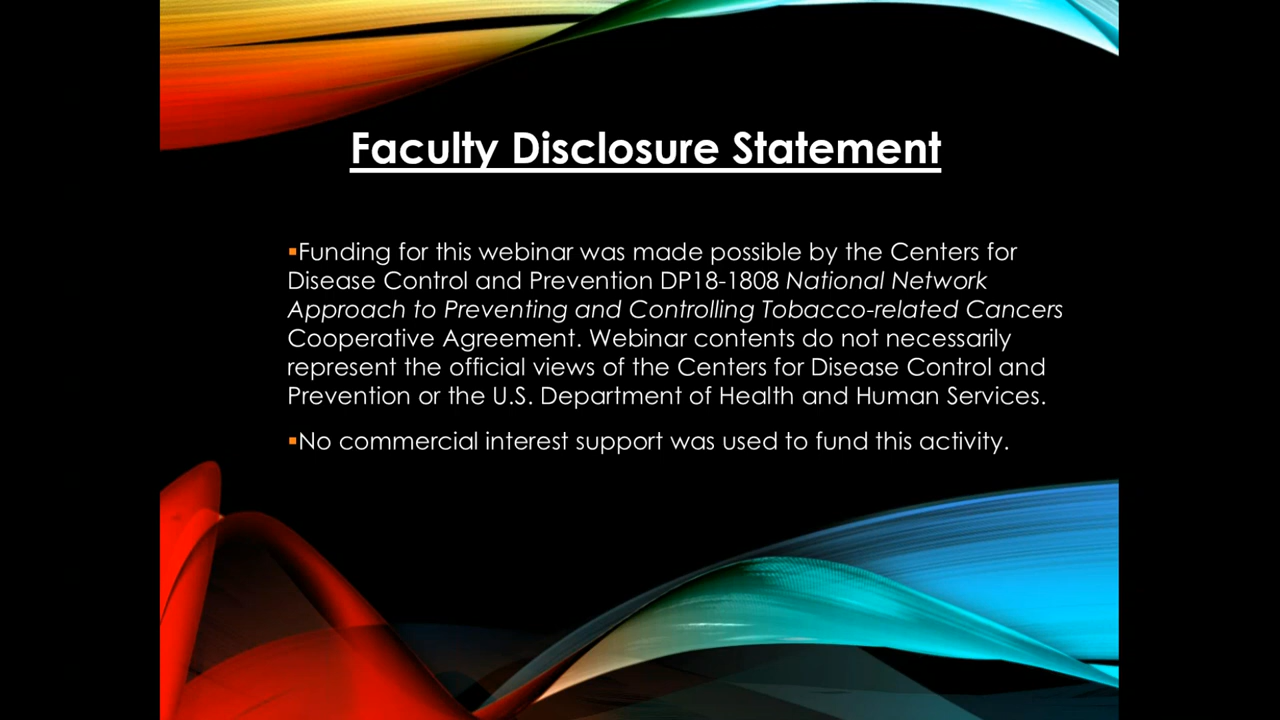 Faculty Disclosure Statement
▪Funding for this webinar was made possible by the Centers for
Disease Control and Prevention DP18-1808 National Network
Approach to Preventing and Controlling Tobacco-related Cancers
Cooperative Agreement. Webinar contents do not necessarily
represent the official views of the Centers for Disease Control and
Prevention or the U.S. Department of Health and Human Services.
▪No commercial interest support was used to fund this activity.